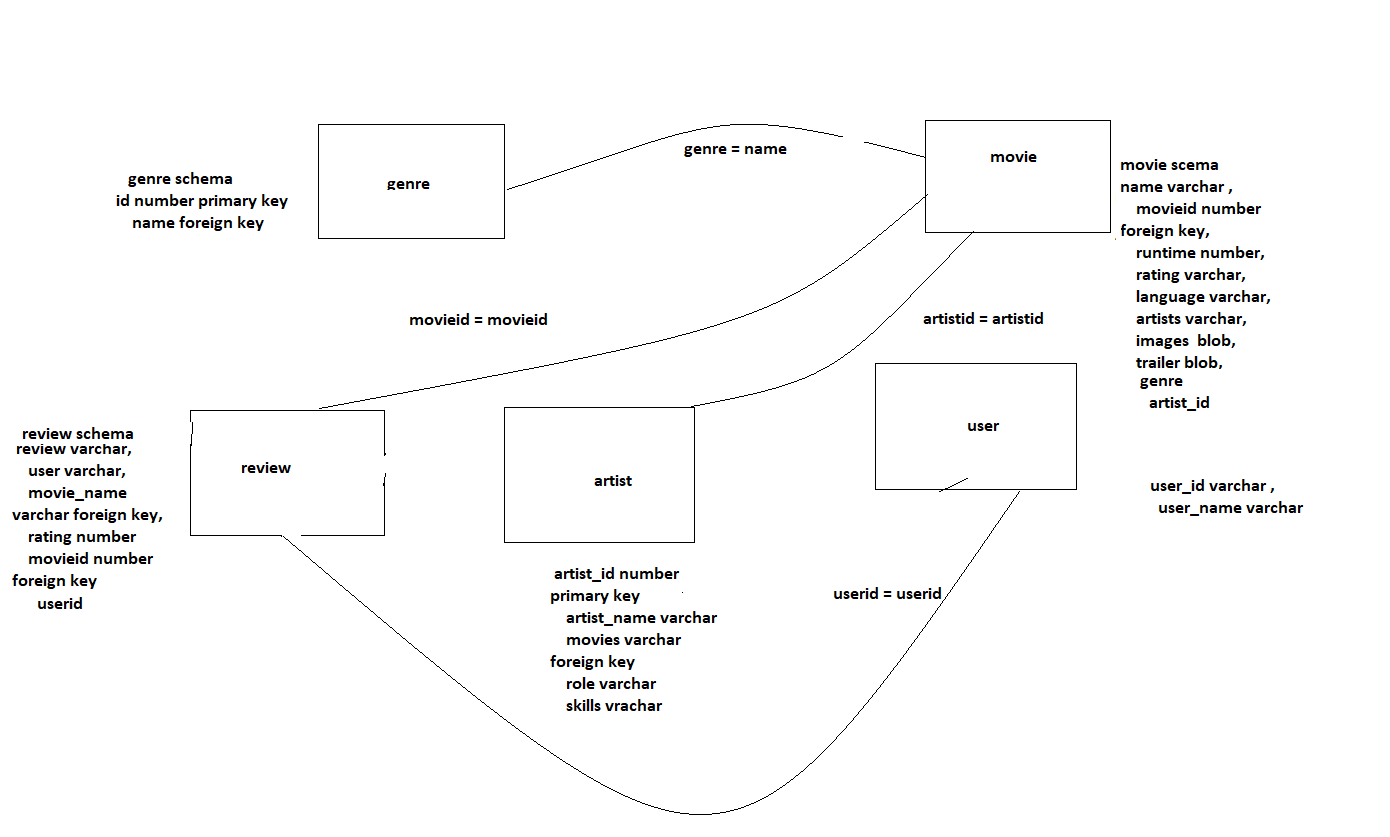 genre = name
movie
genre
genre schema
id number primary key
name foreign key
movie scema
name varchar ,
movieid number
foreign key,
runtime number,
rating varchar,
language varchar,
artists varchar,
images  blob,
trailer blob,
genre
artist_id
movieid = movieid
artistid = artistid
review schema
review varchar,
user varchar,
movie_name
varchar foreign key,
rating number
movieid number
foreign key
userid
review
artist
user
user_id varchar ,
user_name varchar
artist_id number
primary key
artist_name varchar
movies varchar
foreign key
role varchar
skills vrachar
userid = userid